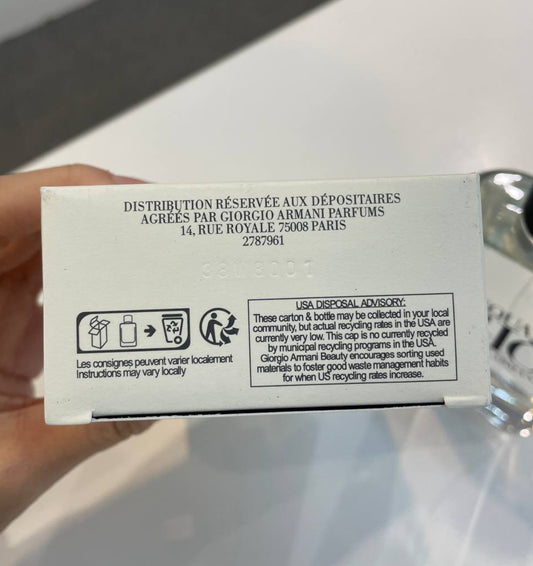 DISTRIBUTION RÉSERVÉE AUX DÉPOSITAIRES
AGRÉÉS PAR GIORGIO ARMANI PARFUMS
14, RUE ROYALE 75008 PARIS
2787961
Les consignes peuvent varier localement
Instructions may vary locally
USA DISPOSAL ADVISORY:
These carton & bottle may be collected in your local
community, but actual recycling rates in the USA are
currently very low. This cap is no currently recycled
by municipal recycling programs in the USA.
Giorgio Armani Beauty encourages sorting used
materials to foster good waste management habits
for when US recycling rates increase.